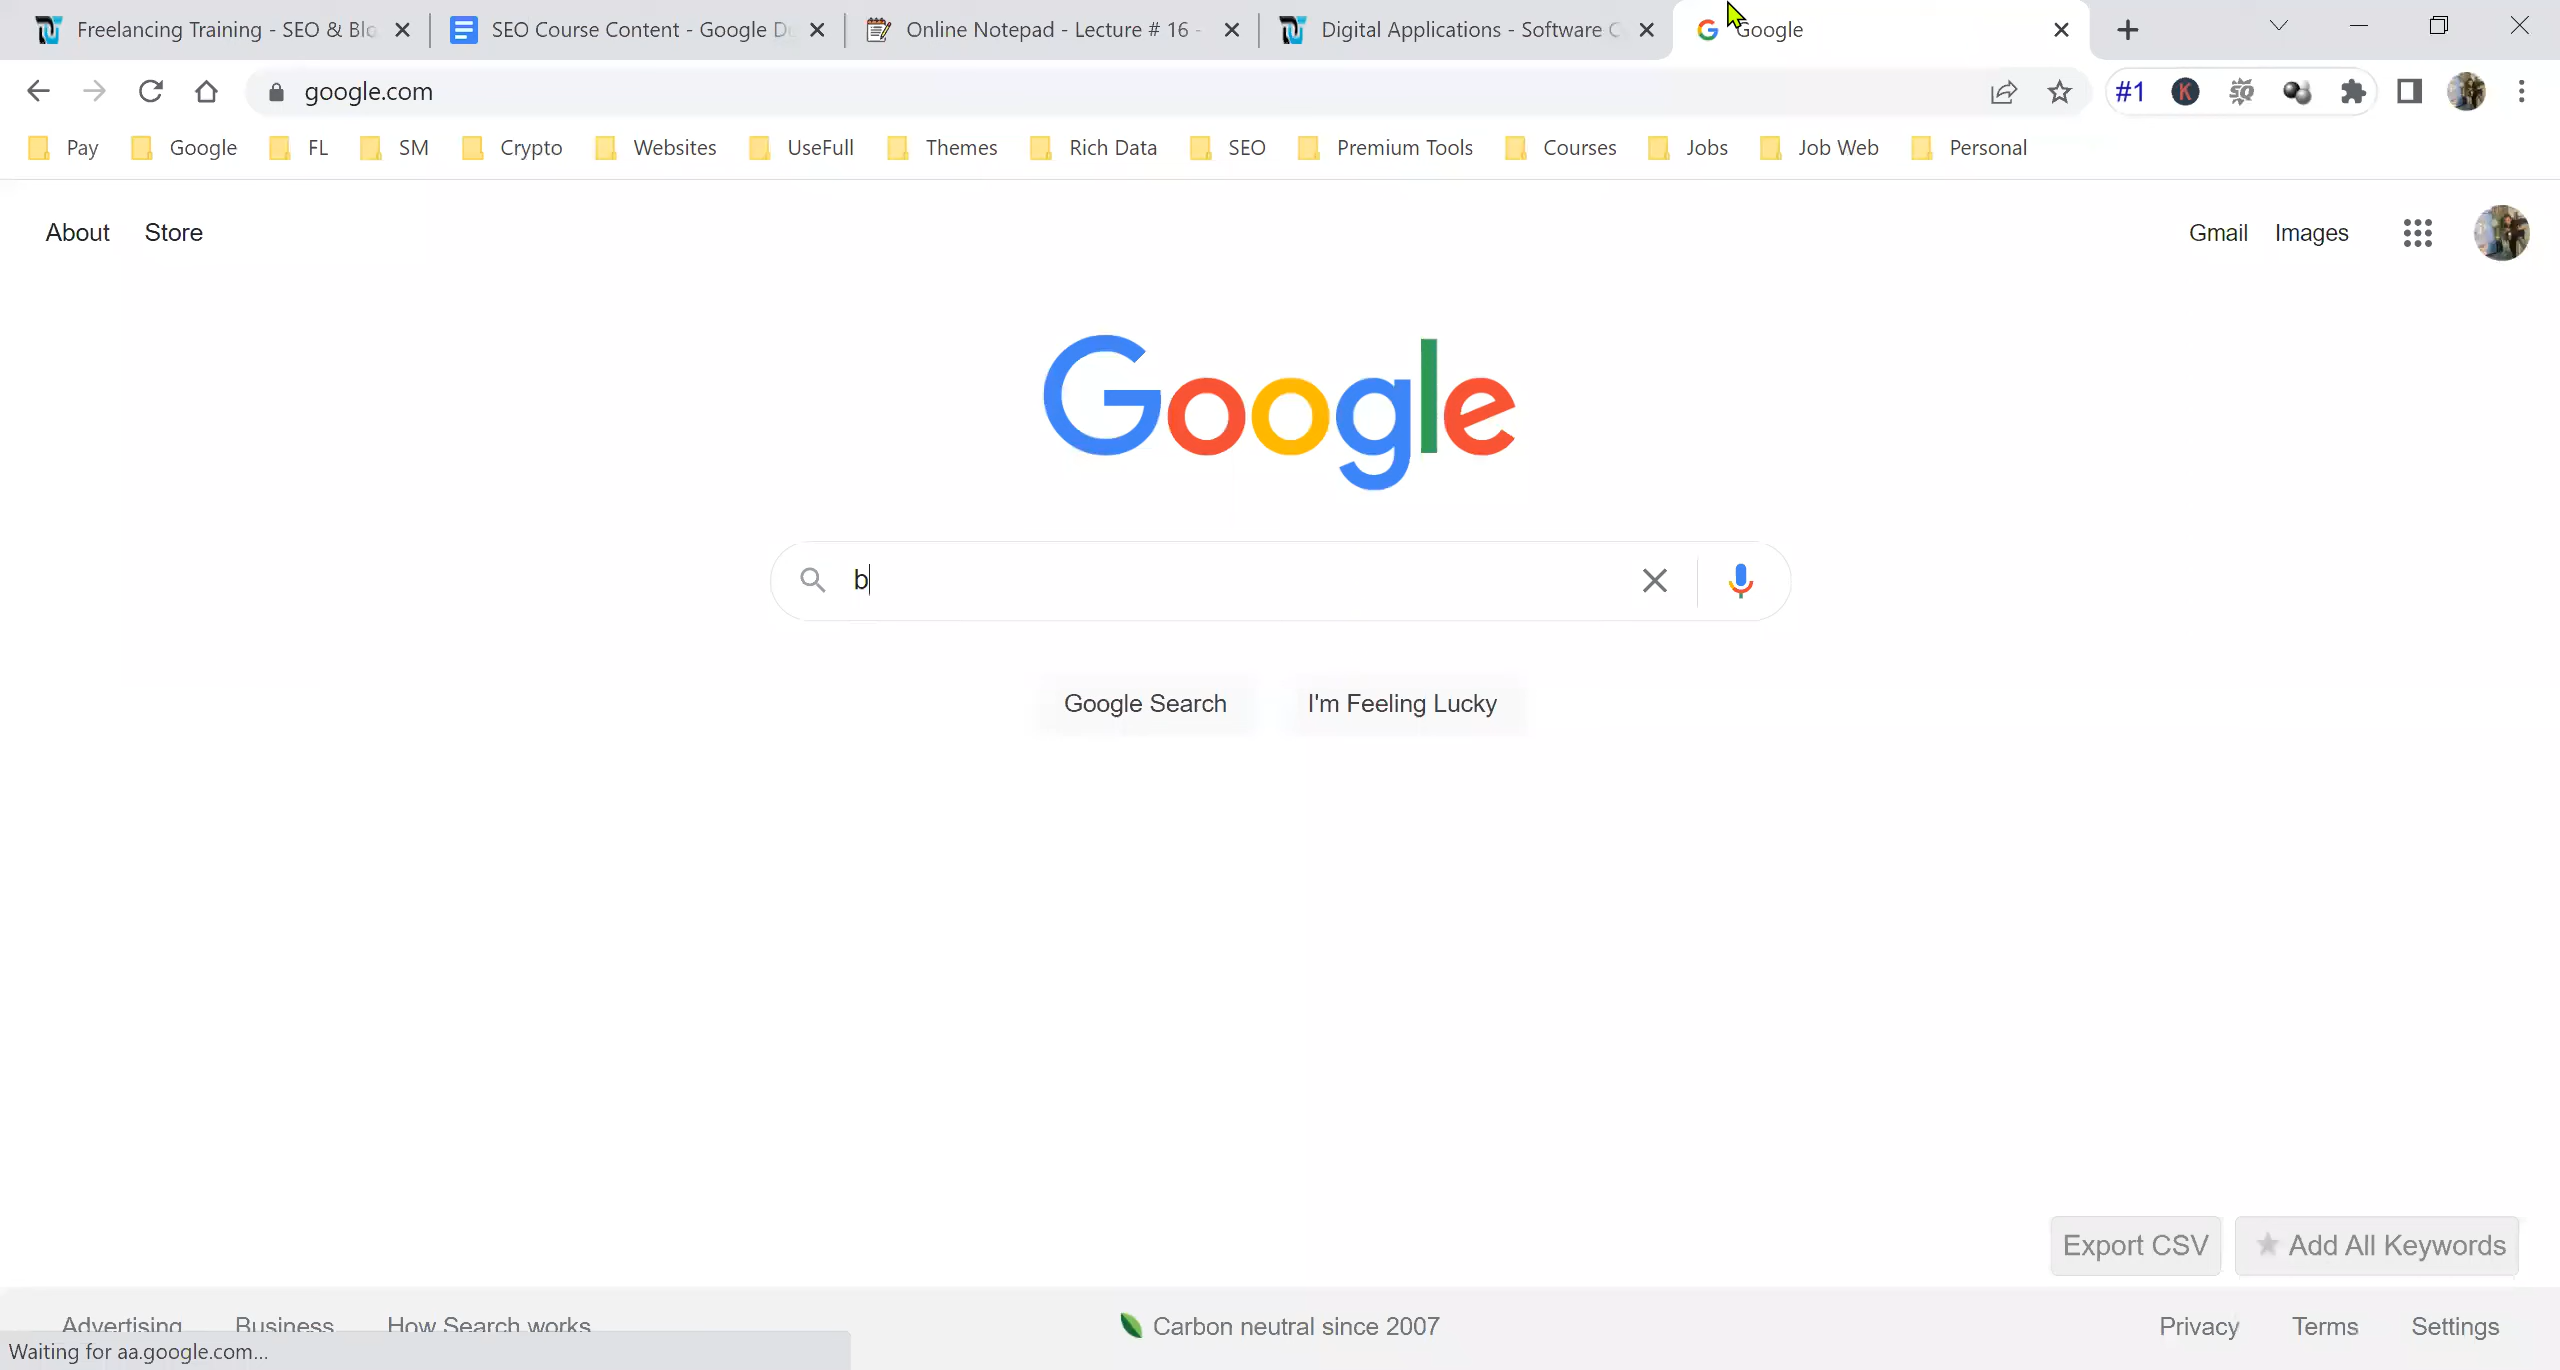 Freelancing Training - SEO & Blo
SEO Course Content - Google D
Online Notepad - Lecture # 16 -
Digital Applications - Software C
Google
google.com
#1
K
SQ
Pay
Google
FL
SM
Crypto
Websites
UseFull
Themes
Rich Data
SEO
Premium Tools
Courses
Jobs
Job Web
Personal
About
Store
Gmail
Images
Google
b
Google Search
I'm Feeling Lucky
Export CSV
Add All Keywords
Advertising
Business
How Search works
Carbon neutral since 2007
Privacy
Terms
Settings
Waiting for aa.google.com...